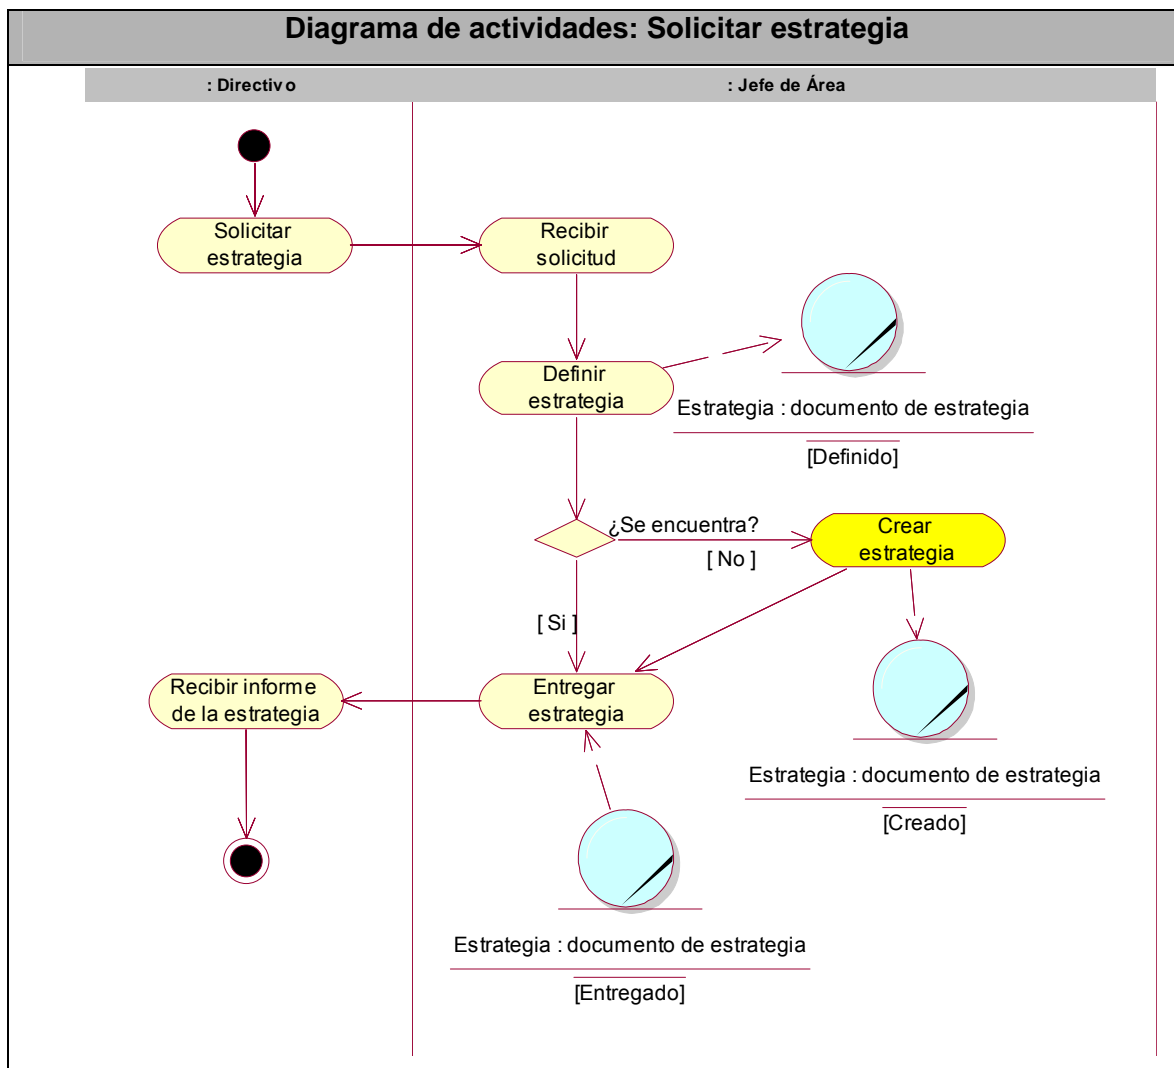 Diagrama de actividades: Solicitar estrategia
: Directivo
: Jefe de Área
Solicitar
estrategia
Recibir
solicitud
Definir
estrategia
Estrategia : documento de estrategia
[Definido]
¿Se encuentra?
[ No ]
Crear
estrategia
[ Si ]
Recibir informe
de la estrategia
Entregar
estrategia
Estrategia : documento de estrategia
[Creado]
Estrategia : documento de estrategia
[Entregado]